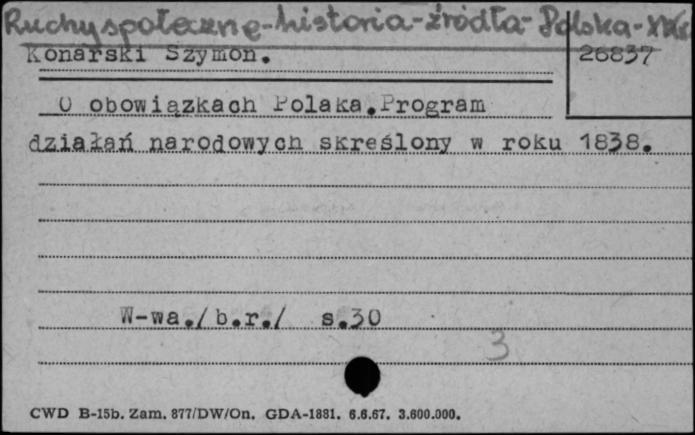 Ruchy społeczne-historia-źródła-Polska-XIX
Konarski Szymon.
26837
O obowiązkach Polaka.Program
działań narodowych skreślony w roku 1838.
W-wa./b.r./ s.30
3
CWD B-15b. Zam. 877/DW/On. GDA-1881. 6.6.67. 3.600.000.